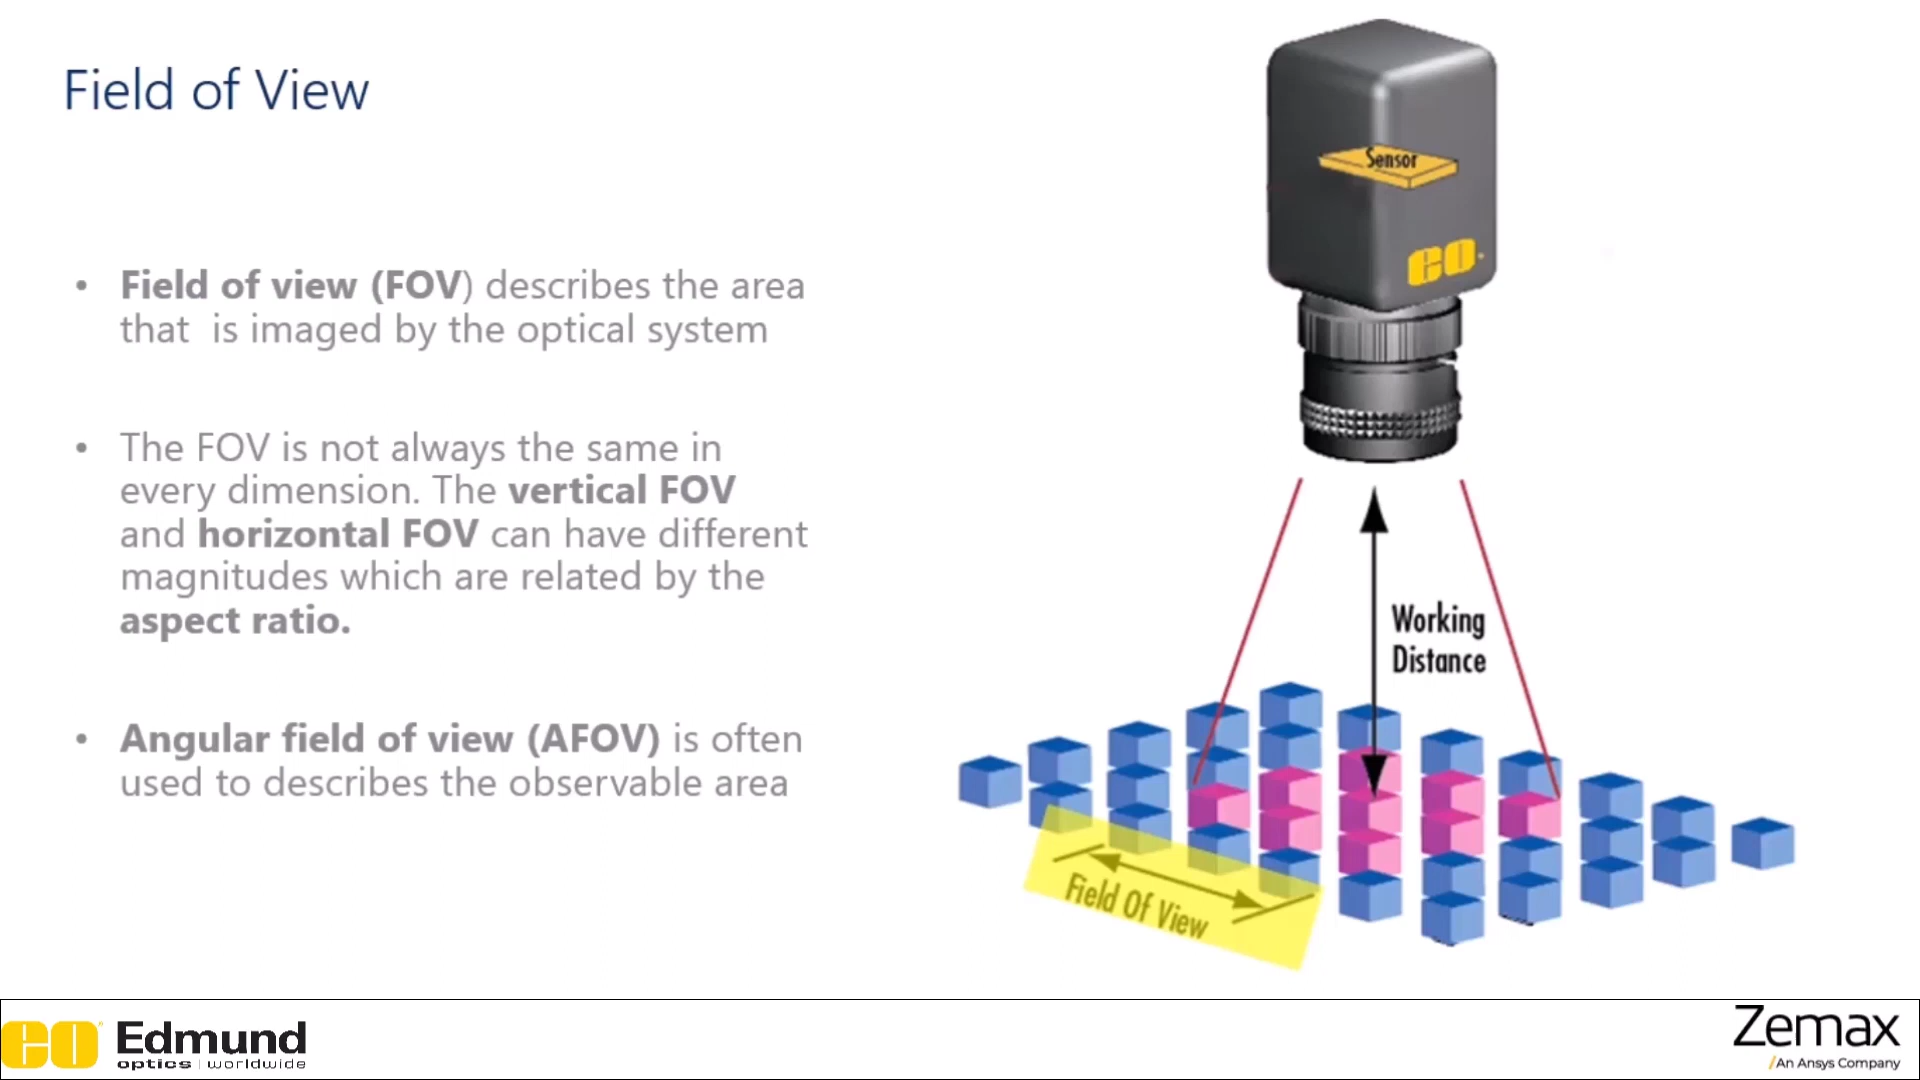 Field of View
• Field of view (FOV) describes the area
that  is imaged by the optical system
• The FOV is not always the same in
every dimension. The vertical FOV
and horizontal FOV can have different
magnitudes which are related by the
aspect ratio.
• Angular field of view (AFOV) is often
used to describes the observable area
Sensor
eo
Working
Distance
Field Of View
eo Edmund
optics | worldwide
Zemax
/An Ansys Company